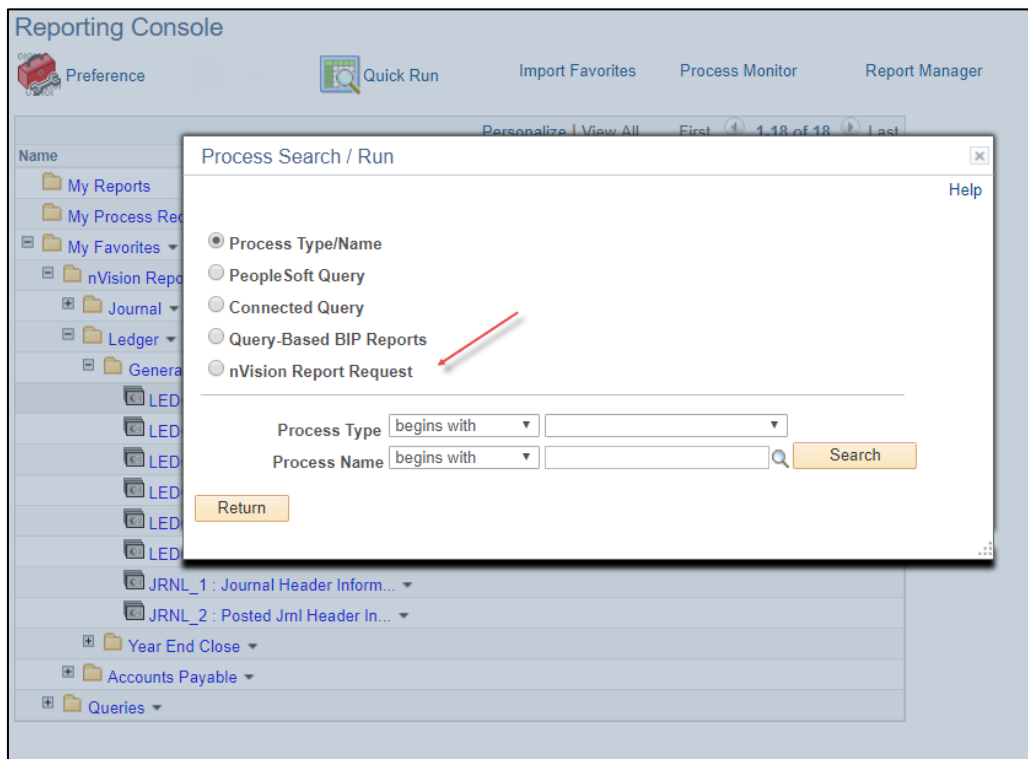 Reporting Console
Preference
Quick Run
Import Favorites
Process Monitor
Report Manager
Personalize | View All First 1-18 of 18 Last
Name
Process Search / Run
Help
My Reports
My Process Req
My Favorites
nVision Repo
Journal
Ledger
Genera
LED
LED
LED
LED
LED
LED
JRNL_1 : Journal Header Inform...
JRNL_2 : Posted Jrnl Header In...
Year End Close
Accounts Payable
Queries
Process Type/Name
PeopleSoft Query
Connected Query
Query-Based BIP Reports
nVision Report Request
Process Type begins with
Process Name begins with
Search
Return